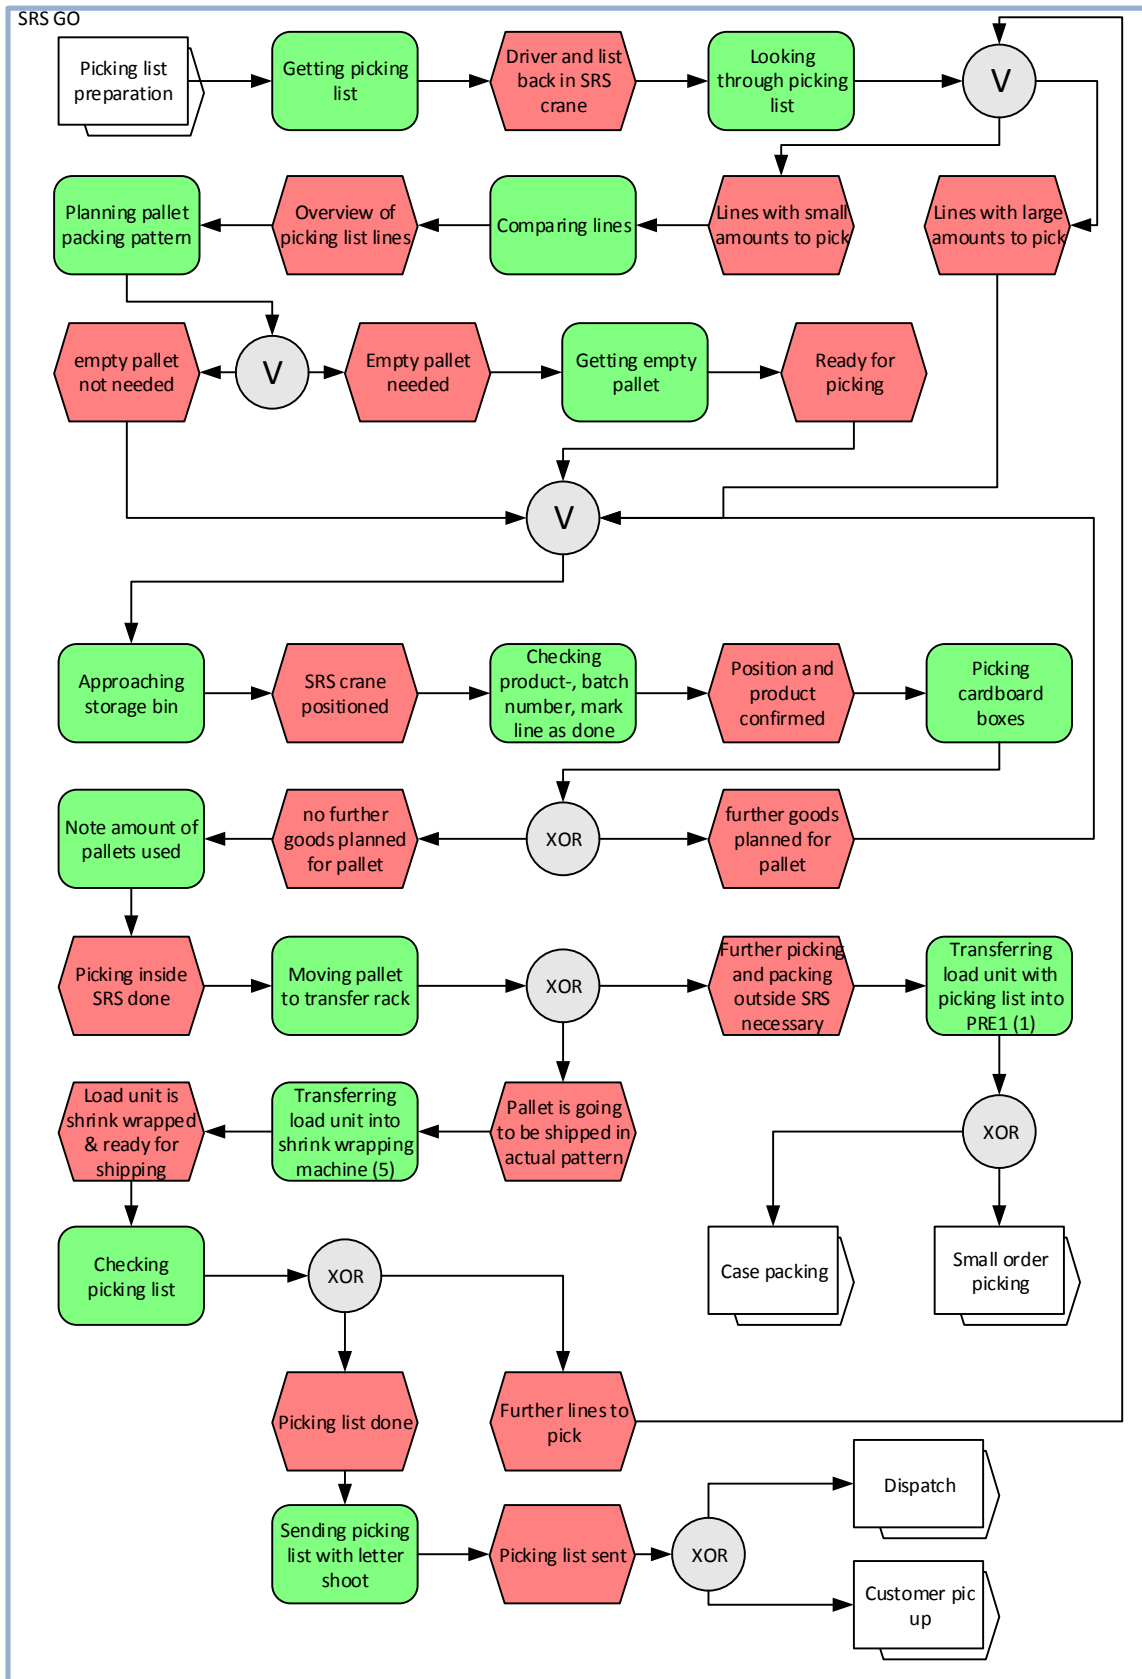 SRS GO
Picking list
preparation
Getting picking
list
Driver and list
back in SRS
crane
Looking
through picking
list
V
Planning pallet
packing pattern
Overview of
picking list lines
Comparing lines
Lines with small
amounts to pick
Lines with large
amounts to pick
empty pallet
not needed
V
Empty pallet
needed
Getting empty
pallet
Ready for
picking
V
Approaching
storage bin
SRS crane
positioned
Checking
product-, batch
number, mark
line as done
Position and
product
confirmed
Picking
cardboard
boxes
Note amount of
pallets used
no further
goods planned
for pallet
XOR
further goods
planned for
pallet
Picking inside
SRS done
Moving pallet
to transfer rack
XOR
Further picking
and packing
outside SRS
necessary
Transferring
load unit with
picking list into
PRE1 (1)
Load unit is
shrink wrapped
& ready for
shipping
Transferring
load unit into
shrink wrapping
machine (5)
Pallet is going
to be shipped in
actual pattern
XOR
Checking
picking list
XOR
Case packing
Small order
picking
Picking list done
Further lines to
pick
Dispatch
Sending picking
list with letter
shoot
Picking list sent
XOR
Customer pic
up